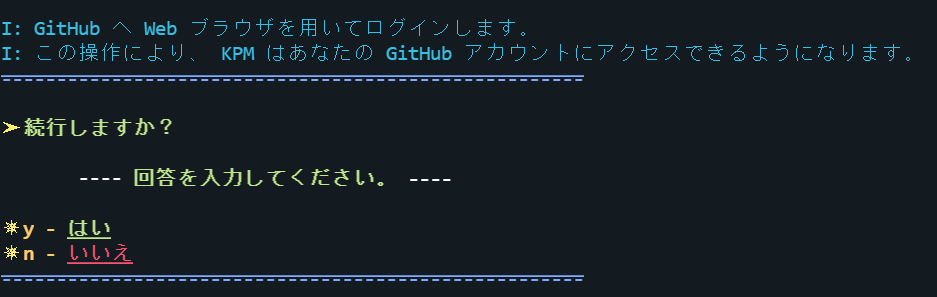 I: GitHub へ Web ブラウザを用いてログインします。
I: この操作により、 KPM はあなたの GitHub アカウントにアクセスできるようになります。
➤ 続行しますか？
---- 回答を入力してください。 ----
✴y - はい
✴n - いいえ